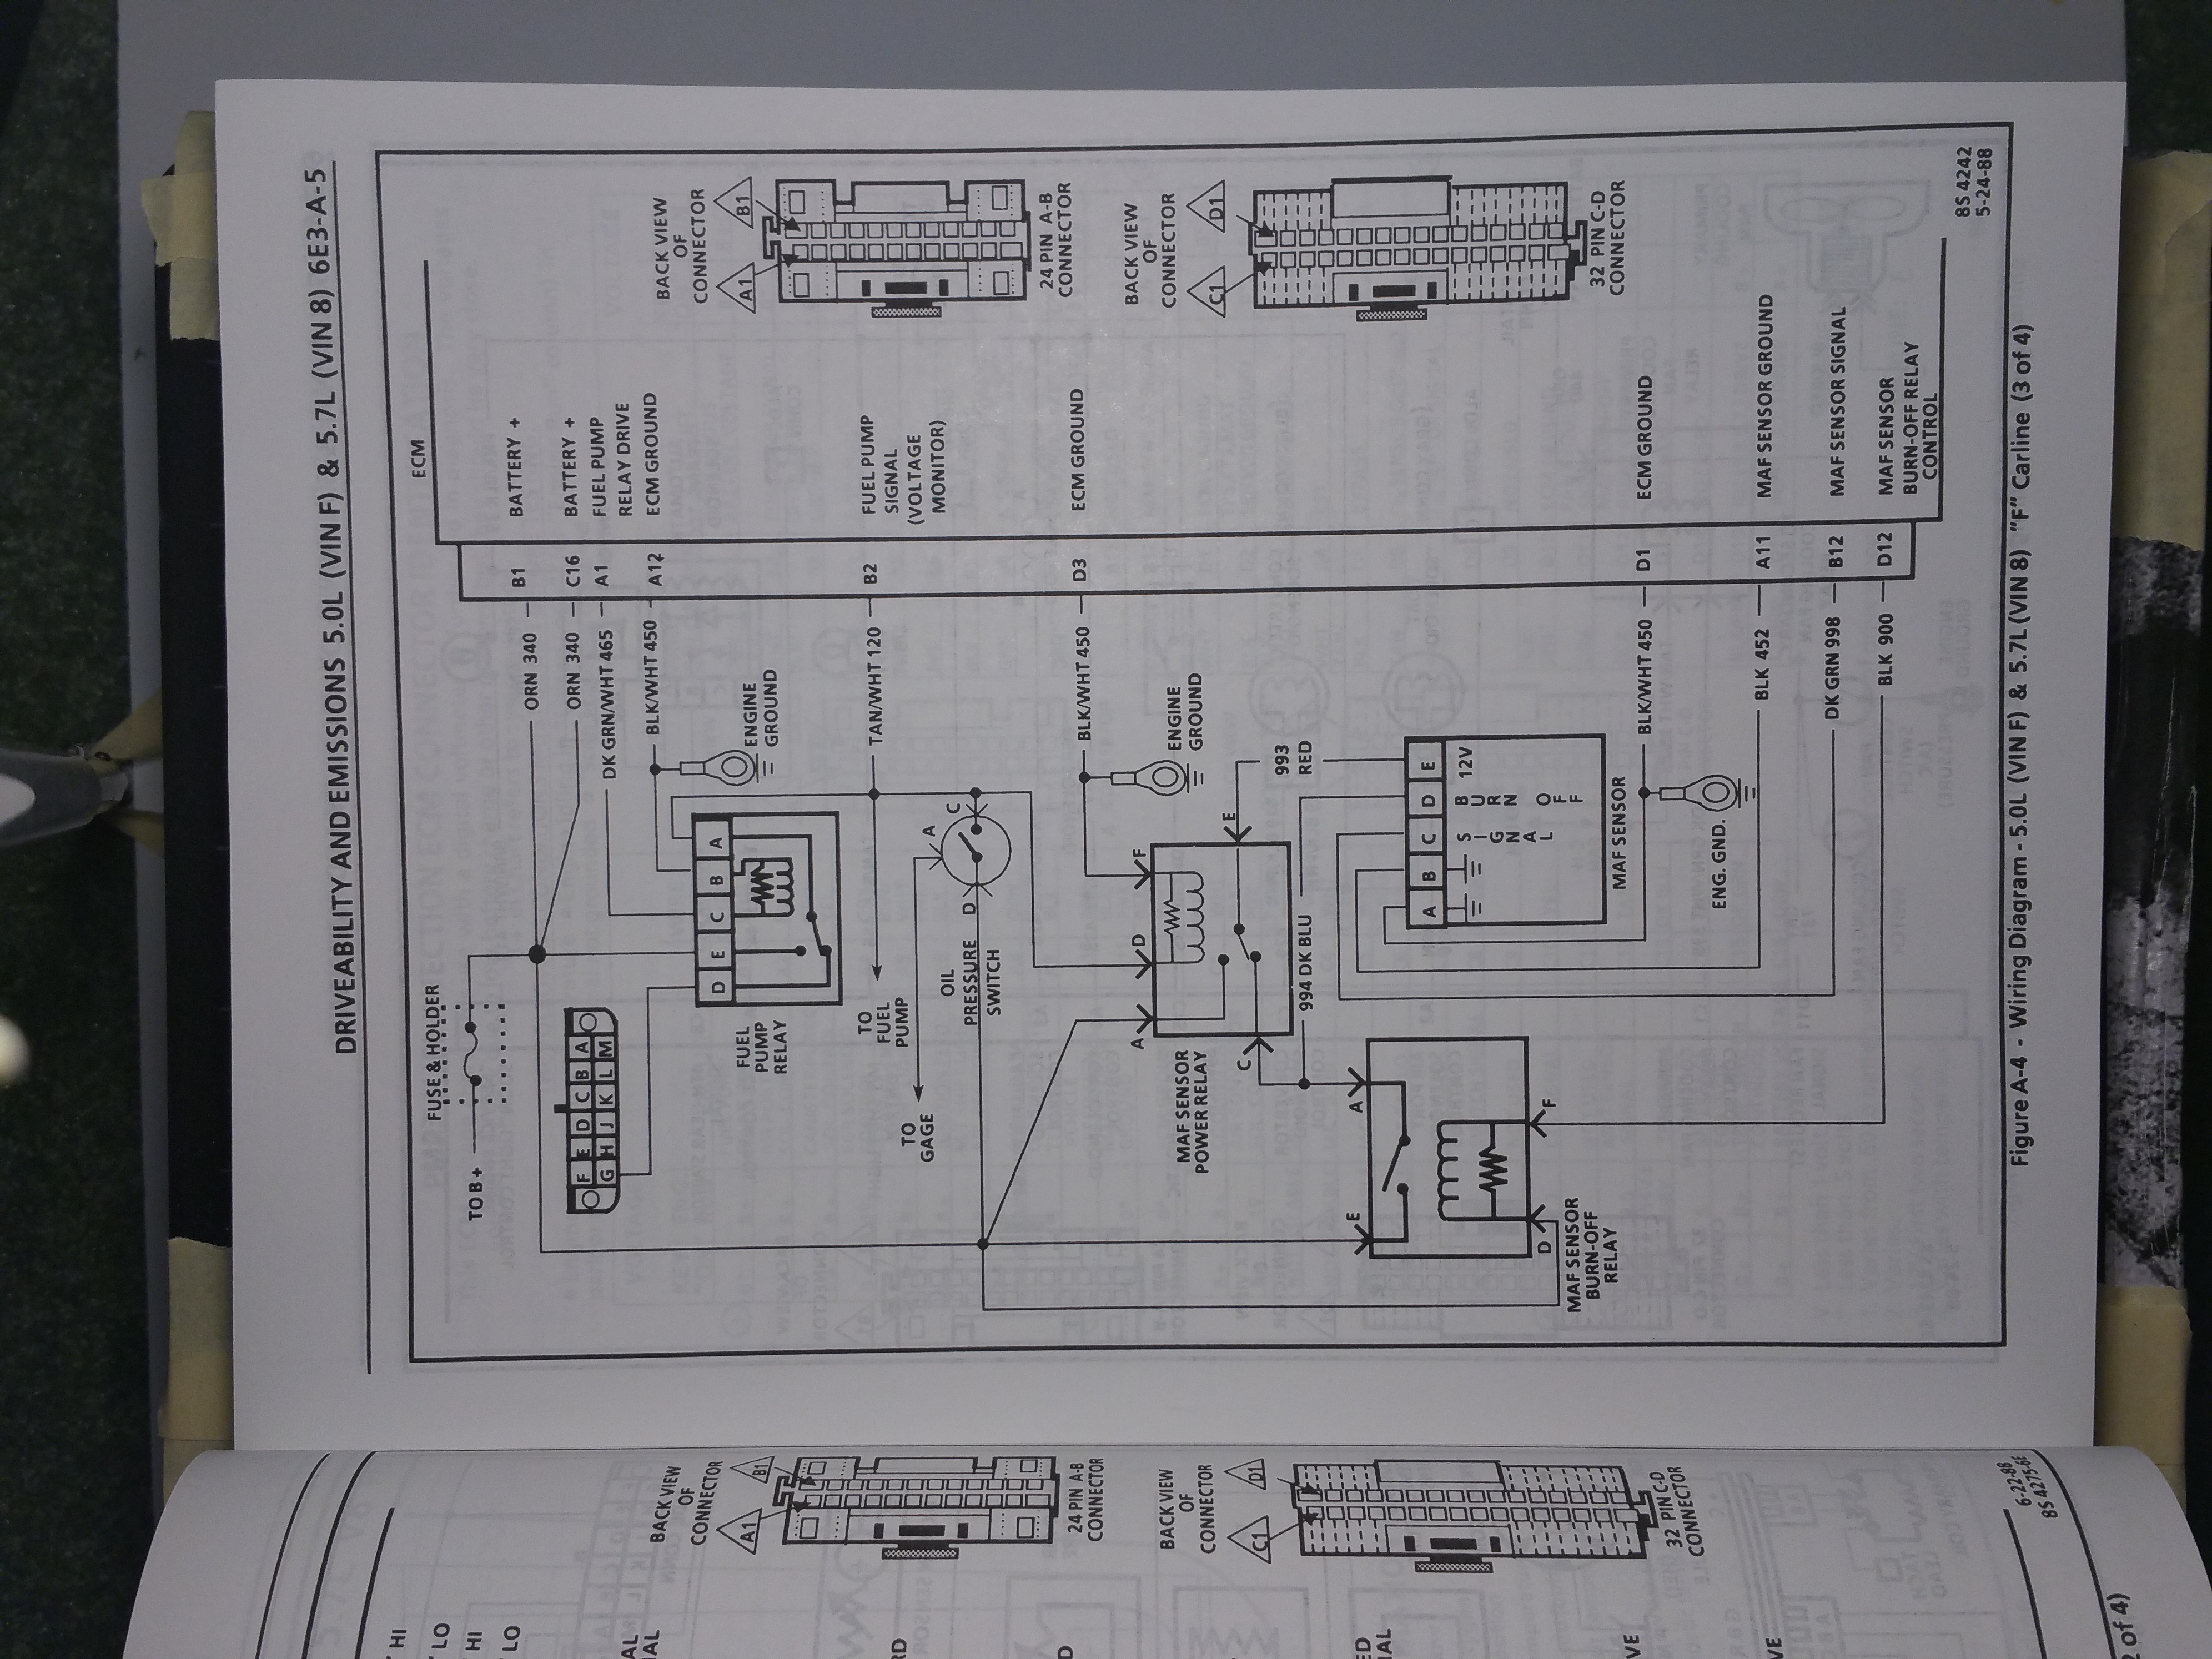 DRIVEABILITY AND EMISSIONS 5.0L (VIN F) & 5.7L (VIN 8) 6E3-A-5
FUSE & HOLDER
TO B +
F E D C B A
G H J K L M
ORN 340
B1
BATTERY +
ECM
ORN 340
C16
BATTERY +
DK GRN/WHT 465
A1
FUEL PUMP
RELAY DRIVE
BLK/WHT 450
A12
ECM GROUND
ENGINE
GROUND
D E C B A
FUEL
PUMP
RELAY
TAN/WHT 120
B2
FUEL PUMP
SIGNAL
(VOLTAGE
MONITOR)
TO
FUEL
PUMP
TO
GAGE
OIL
PRESSURE
SWITCH
D
A
C
BLK/WHT 450
D3
ECM GROUND
ENGINE
GROUND
A
D
F
C
E
MAF SENSOR
POWER RELAY
993
RED
994 DK BLU
A B C D E
SIGNAL
BURN OFF
12V
MAF SENSOR
BLK/WHT 450
D1
ECM GROUND
ENG. GND.
BLK 452
A11
MAF SENSOR GROUND
DK GRN 998
B12
MAF SENSOR SIGNAL
BLK 900
D12
MAF SENSOR
BURN-OFF RELAY
CONTROL
E
A
D
F
MAF SENSOR
BURN-OFF
RELAY
BACK VIEW
OF
CONNECTOR
A1
B1
24 PIN A-B
CONNECTOR
BACK VIEW
OF
CONNECTOR
C1
D1
32 PIN C-D
CONNECTOR
8S 4242
5-24-88
Figure A-4 - Wiring Diagram - 5.0L (VIN F) & 5.7L (VIN 8) "F" Carline (3 of 4)
HI
LO
HI
LO
BACK VIEW
OF
CONNECTOR
A1
B1
24 PIN A-B
CONNECTOR
BACK VIEW
OF
CONNECTOR
C1
D1
32 PIN C-D
CONNECTOR
6-22-88
8S 4275-6E
of 4)